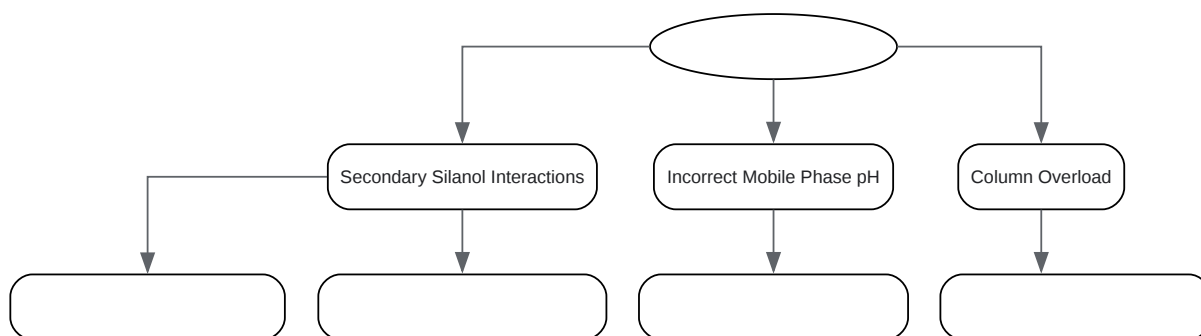 Secondary Silanol Interactions
Incorrect Mobile Phase pH
Column Overload